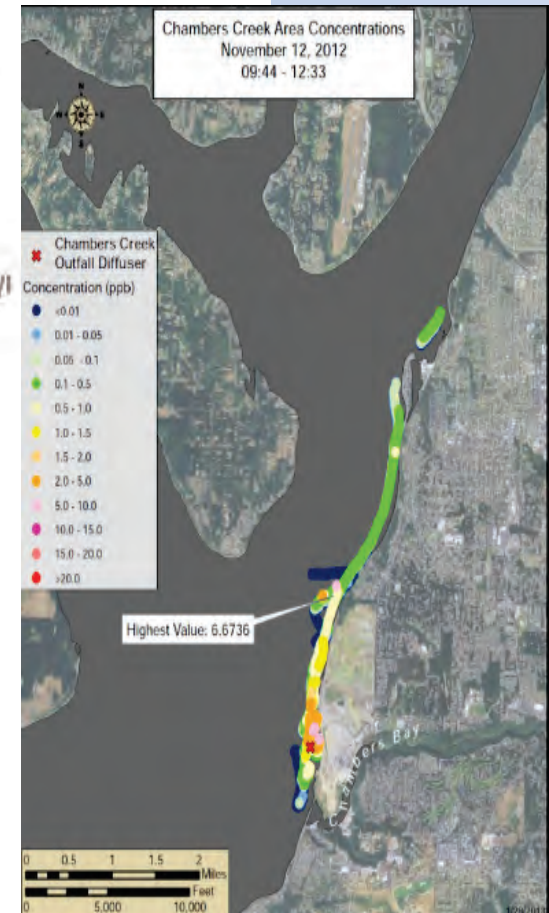 Chambers Creek Area Concentrations
November 12, 2012
09:44 - 12:33
N
W
E
S
Chambers Creek
Outfall Diffuser
Concentration (ppb)
<0.01
0.01 - 0.05
0.05 - 0.1
0.1 - 0.5
0.5 - 1.0
1.0 - 1.5
1.5 - 2.0
2.0 - 5.0
5.0 - 10.0
10.0 - 15.0
15.0 - 20.0
>20.0
Highest Value: 6.6736
Chambers Bay
0 0.5 1 1.5 2
Miles
Feet
0 5,000 10,000